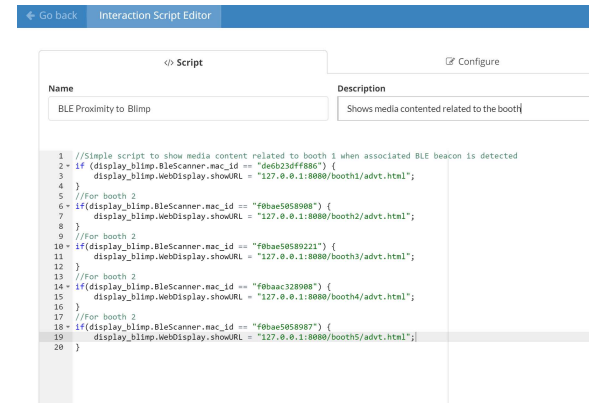 Go back Interaction Script Editor
</> Script Configure
Name Description
BLE Proximity to Blimp Shows media contented related to the booth
1 //Simple script to show media content related to booth 1 when associated BLE beacon is detected
2 if (display_blimp.BleScanner.mac_id == "de6b23dff886") {
3 display_blimp.WebDisplay.showURL = "127.0.0.1:8080/booth1/advt.html";
4 }
5 //For booth 2
6 if(display_blimp.BleScanner.mac_id == "f0bae5058908") {
7 display_blimp.WebDisplay.showURL = "127.0.0.1:8080/booth2/advt.html";
8 }
9 //For booth 2
10 if(display_blimp.BleScanner.mac_id == "f0bae50589221") {
11 display_blimp.WebDisplay.showURL = "127.0.0.1:8080/booth3/advt.html";
12 }
13 //For booth 2
14 if(display_blimp.BleScanner.mac_id == "f0baac328908") {
15 display_blimp.WebDisplay.showURL = "127.0.0.1:8080/booth4/advt.html";
16 }
17 //For booth 2
18 if(display_blimp.BleScanner.mac_id == "f0bae5058987") {
19 display_blimp.WebDisplay.showURL = "127.0.0.1:8080/booth5/advt.html";
20 }